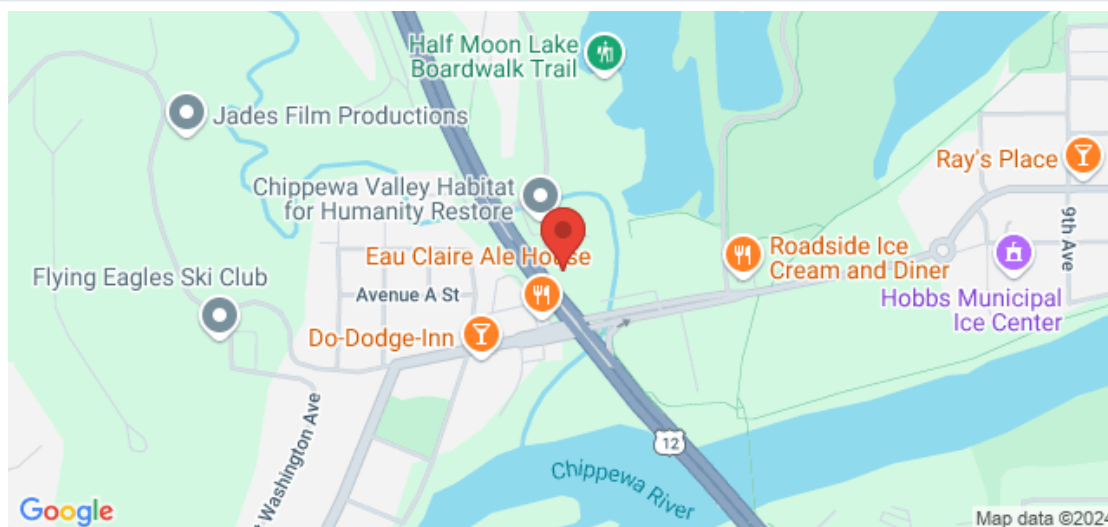 Half Moon Lake
Boardwalk Trail
Jades Film Productions
Ray's Place
Chippewa Valley Habitat
for Humanity Restore
9th Ave
Eau Claire Ale House
Roadside Ice
Cream and Diner
Flying Eagles Ski Club
Avenue A St
Hobbs Municipal
Ice Center
Do-Dodge-Inn
Washington Ave
12
Chippewa River
Google
Map data ©2024